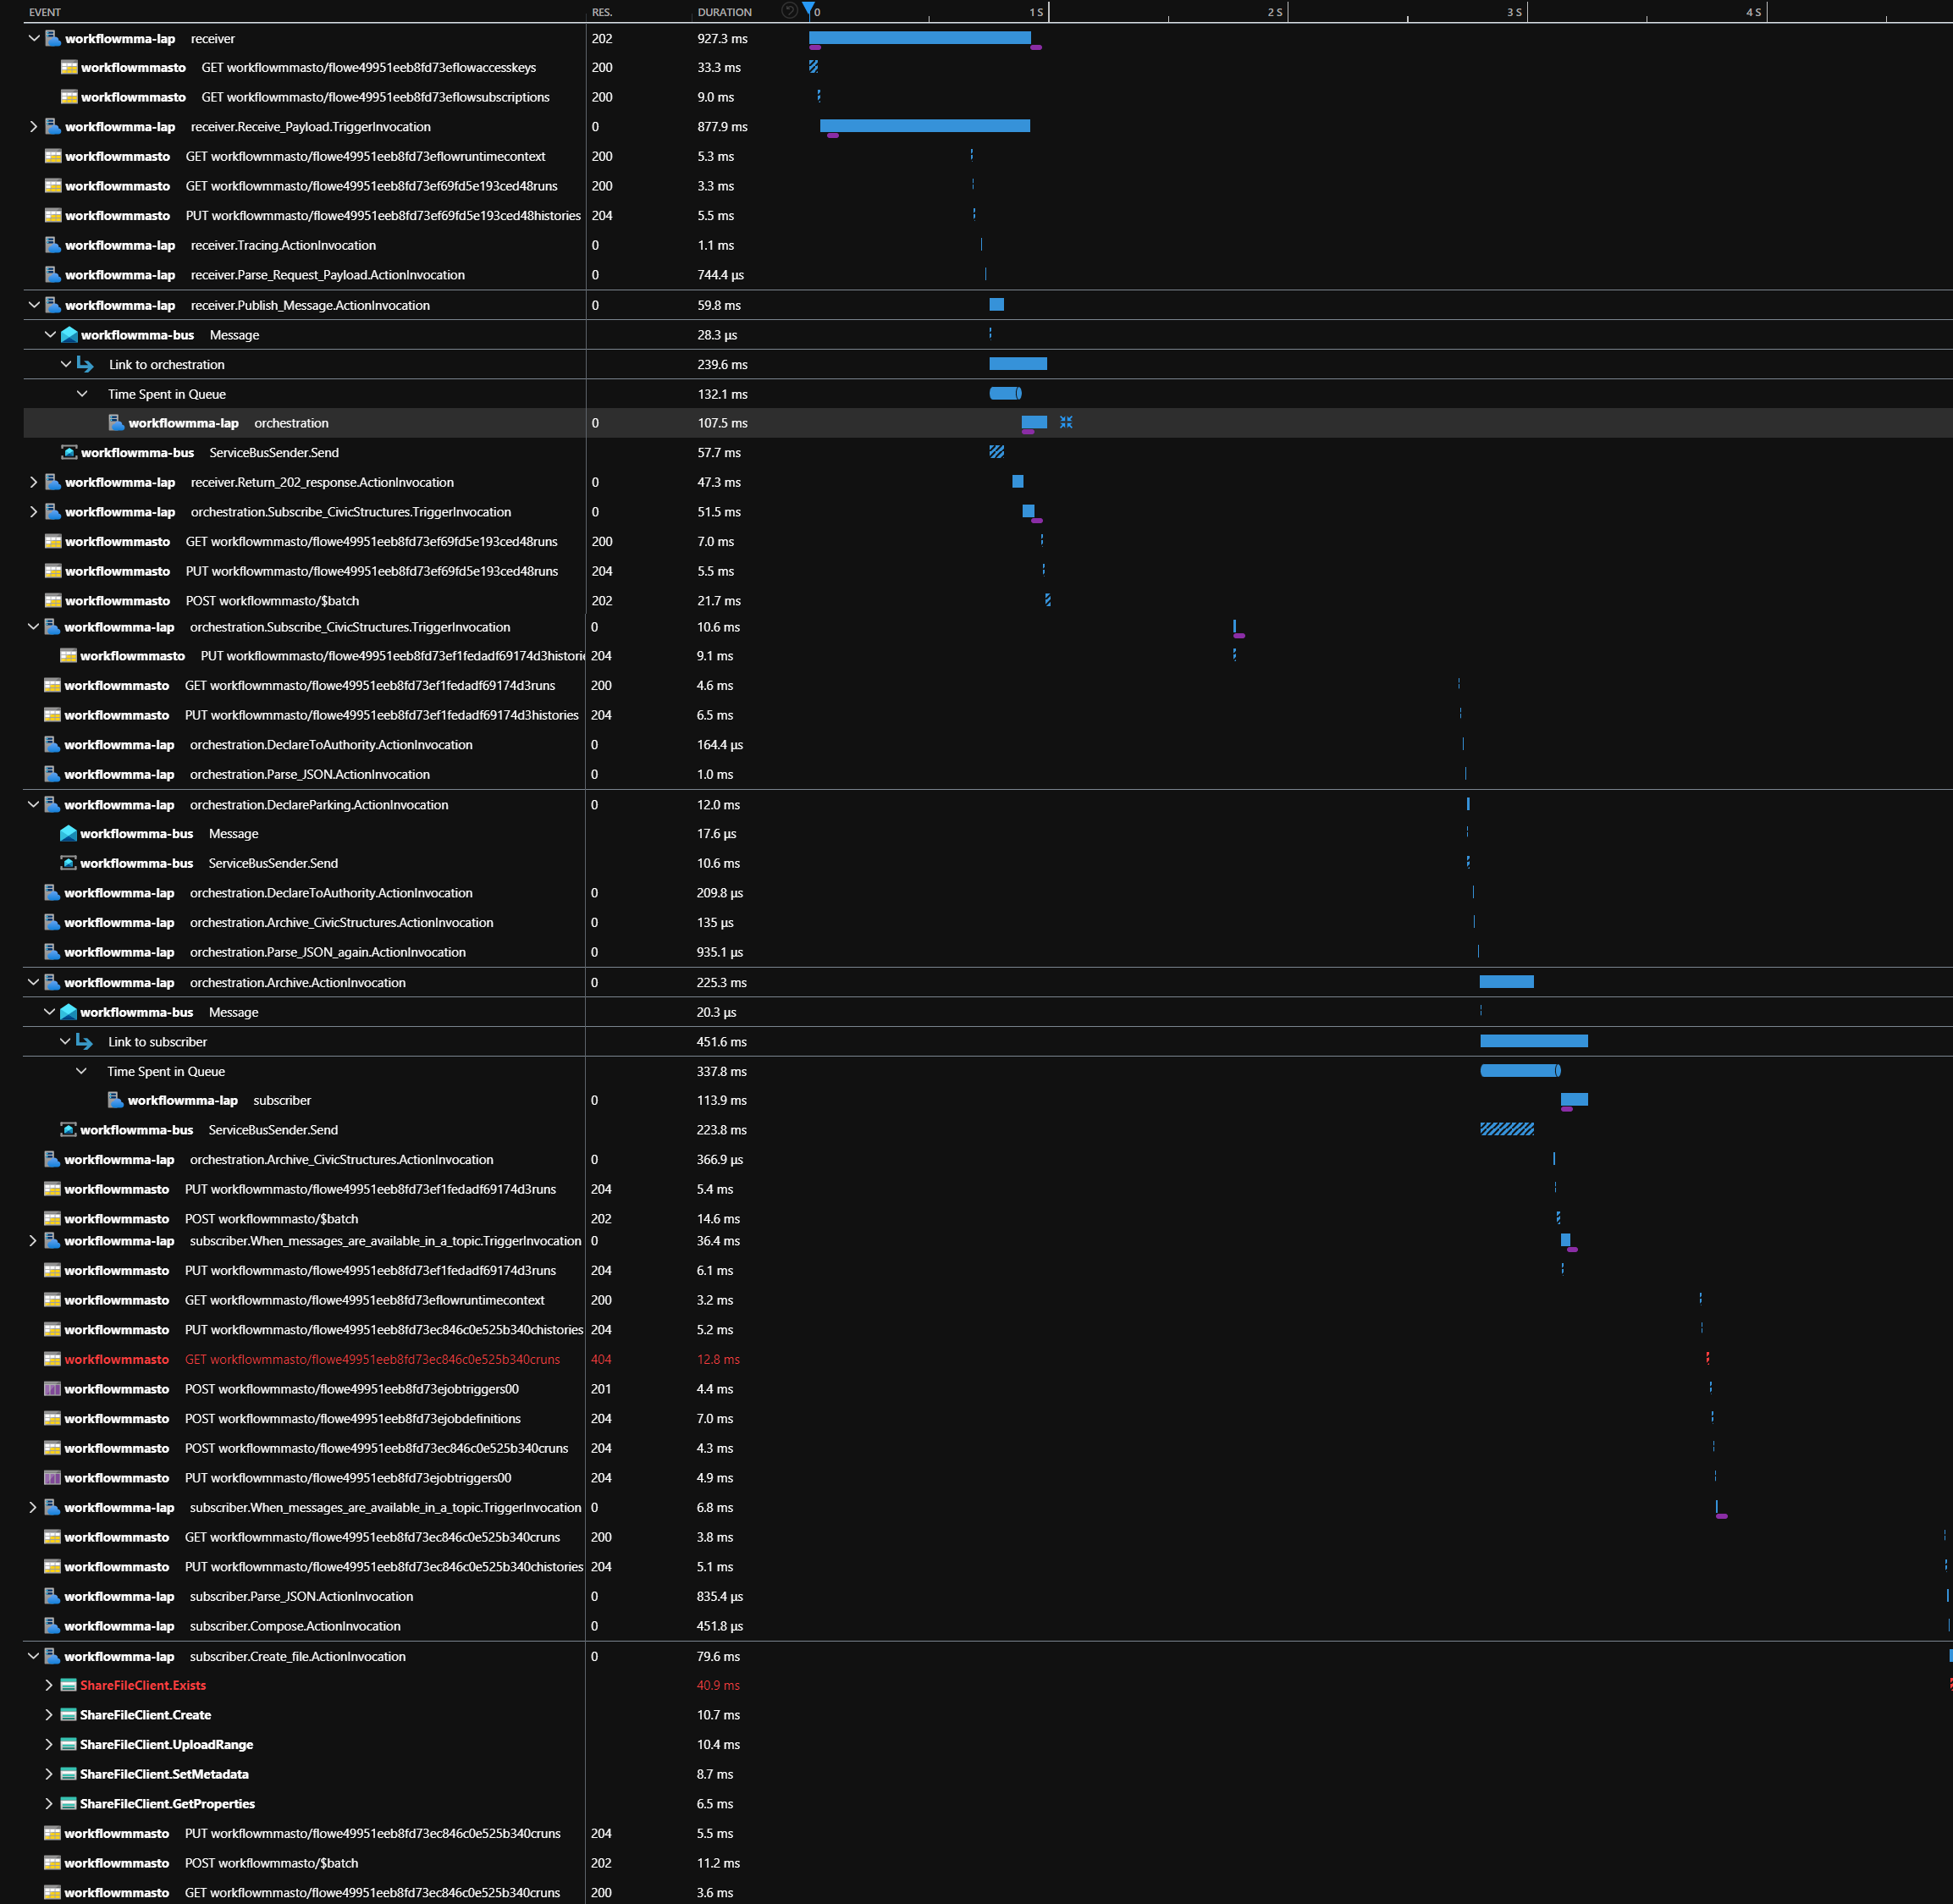 EVENT RES. DURATION 0 1 S 2 S 3 S 4 S
workflowmma-lap receiver 202 927.3 ms
workflowmmasto GET workflowmmasto/flowe49951eeb8fd73eflowaccesskeys 200 33.3 ms
workflowmmasto GET workflowmmasto/flowe49951eeb8fd73eflowsubscriptions 200 9.0 ms
workflowmma-lap receiver.Receive_Payload.TriggerInvocation 0 877.9 ms
workflowmmasto GET workflowmmasto/flowe49951eeb8fd73eflowruntimecontext 200 5.3 ms
workflowmmasto GET workflowmmasto/flowe49951eeb8fd73ef69fd5e193ced48runs 200 3.3 ms
workflowmmasto PUT workflowmmasto/flowe49951eeb8fd73ef69fd5e193ced48histories 204 5.5 ms
workflowmma-lap receiver.Tracing.ActionInvocation 0 1.1 ms
workflowmma-lap receiver.Parse_Request_Payload.ActionInvocation 0 744.4 µs
workflowmma-lap receiver.Publish_Message.ActionInvocation 0 59.8 ms
workflowmma-bus Message 28.3 µs
Link to orchestration 239.6 ms
Time Spent in Queue 132.1 ms
workflowmma-lap orchestration 0 107.5 ms
workflowmma-bus ServiceBusSender.Send 57.7 ms
workflowmma-lap receiver.Return_202_response.ActionInvocation 0 47.3 ms
workflowmma-lap orchestration.Subscribe_CivicStructures.TriggerInvocation 0 51.5 ms
workflowmmasto GET workflowmmasto/flowe49951eeb8fd73ef69fd5e193ced48runs 200 7.0 ms
workflowmmasto PUT workflowmmasto/flowe49951eeb8fd73ef69fd5e193ced48runs 204 5.5 ms
workflowmmasto POST workflowmmasto/$batch 202 21.7 ms
workflowmma-lap orchestration.Subscribe_CivicStructures.TriggerInvocation 0 10.6 ms
workflowmmasto PUT workflowmmasto/flowe49951eeb8fd73ef1fedadf69174d3historie 204 9.1 ms
workflowmmasto GET workflowmmasto/flowe49951eeb8fd73ef1fedadf69174d3runs 200 4.6 ms
workflowmmasto PUT workflowmmasto/flowe49951eeb8fd73ef1fedadf69174d3histories 204 6.5 ms
workflowmma-lap orchestration.DeclareToAuthority.ActionInvocation 0 164.4 µs
workflowmma-lap orchestration.Parse_JSON.ActionInvocation 0 1.0 ms
workflowmma-lap orchestration.DeclareParking.ActionInvocation 0 12.0 ms
workflowmma-bus Message 17.6 µs
workflowmma-bus ServiceBusSender.Send 10.6 ms
workflowmma-lap orchestration.DeclareToAuthority.ActionInvocation 0 209.8 µs
workflowmma-lap orchestration.Archive_CivicStructures.ActionInvocation 0 135 µs
workflowmma-lap orchestration.Parse_JSON_again.ActionInvocation 0 935.1 µs
workflowmma-lap orchestration.Archive.ActionInvocation 0 225.3 ms
workflowmma-bus Message 20.3 µs
Link to subscriber 451.6 ms
Time Spent in Queue 337.8 ms
workflowmma-lap subscriber 0 113.9 ms
workflowmma-bus ServiceBusSender.Send 223.8 ms
workflowmma-lap orchestration.Archive_CivicStructures.ActionInvocation 0 366.9 µs
workflowmmasto PUT workflowmmasto/flowe49951eeb8fd73ef1fedadf69174d3runs 204 5.4 ms
workflowmmasto POST workflowmmasto/$batch 202 14.6 ms
workflowmma-lap subscriber.When_messages_are_available_in_a_topic.TriggerInvocation 0 36.4 ms
workflowmmasto PUT workflowmmasto/flowe49951eeb8fd73ef1fedadf69174d3runs 204 6.1 ms
workflowmmasto GET workflowmmasto/flowe49951eeb8fd73eflowruntimecontext 200 3.2 ms
workflowmmasto PUT workflowmmasto/flowe49951eeb8fd73ec846c0e525b340chistories 204 5.2 ms
workflowmmasto GET workflowmmasto/flowe49951eeb8fd73ec846c0e525b340cruns 404 12.8 ms
workflowmmasto POST workflowmmasto/flowe49951eeb8fd73ejobtriggers00 201 4.4 ms
workflowmmasto POST workflowmmasto/flowe49951eeb8fd73ejobdefinitions 204 7.0 ms
workflowmmasto POST workflowmmasto/flowe49951eeb8fd73ec846c0e525b340cruns 204 4.3 ms
workflowmmasto PUT workflowmmasto/flowe49951eeb8fd73ejobtriggers00 204 4.9 ms
workflowmma-lap subscriber.When_messages_are_available_in_a_topic.TriggerInvocation 0 6.8 ms
workflowmmasto GET workflowmmasto/flowe49951eeb8fd73ec846c0e525b340cruns 200 3.8 ms
workflowmmasto PUT workflowmmasto/flowe49951eeb8fd73ec846c0e525b340chistories 204 5.1 ms
workflowmma-lap subscriber.Parse_JSON.ActionInvocation 0 835.4 µs
workflowmma-lap subscriber.Compose.ActionInvocation 0 451.8 µs
workflowmma-lap subscriber.Create_file.ActionInvocation 0 79.6 ms
ShareFileClient.Exists 40.9 ms
ShareFileClient.Create 10.7 ms
ShareFileClient.UploadRange 10.4 ms
ShareFileClient.SetMetadata 8.7 ms
ShareFileClient.GetProperties 6.5 ms
workflowmmasto PUT workflowmmasto/flowe49951eeb8fd73ec846c0e525b340cruns 204 5.5 ms
workflowmmasto POST workflowmmasto/$batch 202 11.2 ms
workflowmmasto GET workflowmmasto/flowe49951eeb8fd73ec846c0e525b340cruns 200 3.6 ms